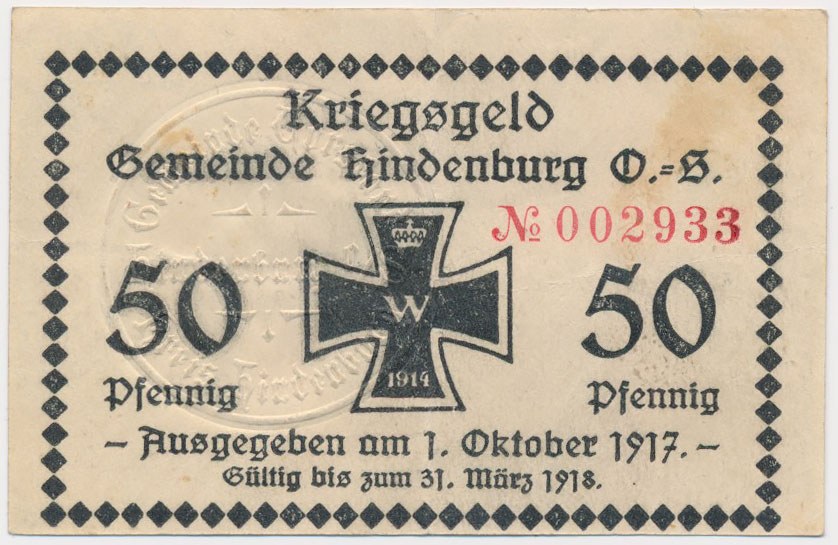 Kriegsgeld
Gemeinde Hindenburg O.=S.
№ 002933
50 Pfennig
W
1914
50 Pfennig
– Ausgegeben am 1. Oktober 1917. –
Gültig bis zum 31. März 1918.